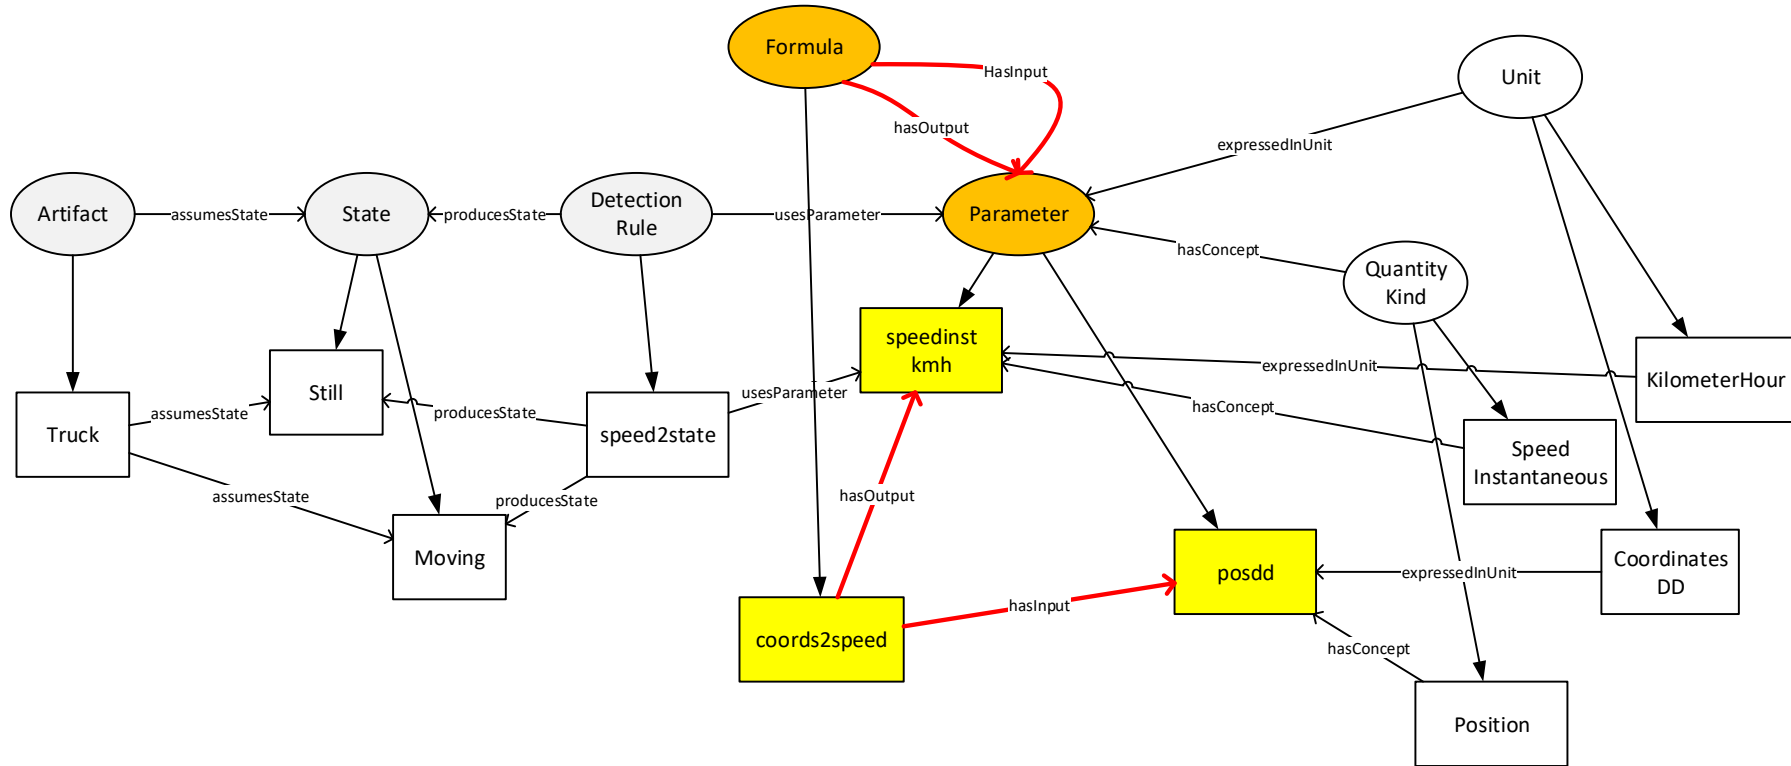 Formula
HasInput
Unit
hasOutput
expressedInUnit
Artifact
assumesState
State
producesState
Detection
Rule
usesParameter
Parameter
hasConcept
Quantity
Kind
speedinst
kmh
expressedInUnit
KilometerHour
Still
usesParameter
hasConcept
Truck
assumesState
producesState
speed2state
Speed
Instantaneous
assumesState
producesState
hasOutput
Moving
posdd
expressedInUnit
Coordinates
DD
coords2speed
hasInput
hasConcept
Position